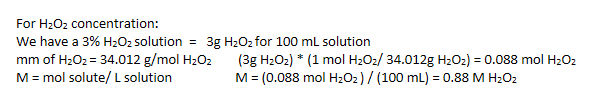 For H₂O₂ concentration:
We have a 3% H₂O₂ solution = 3g H₂O₂ for 100 mL solution
mm of H₂O₂ = 34.012 g/mol H₂O₂ (3g H₂O₂) * (1 mol H₂O₂/ 34.012g H₂O₂) = 0.088 mol H₂O₂
M = mol solute/ L solution M = (0.088 mol H₂O₂) / (100 mL) = 0.88 M H₂O₂